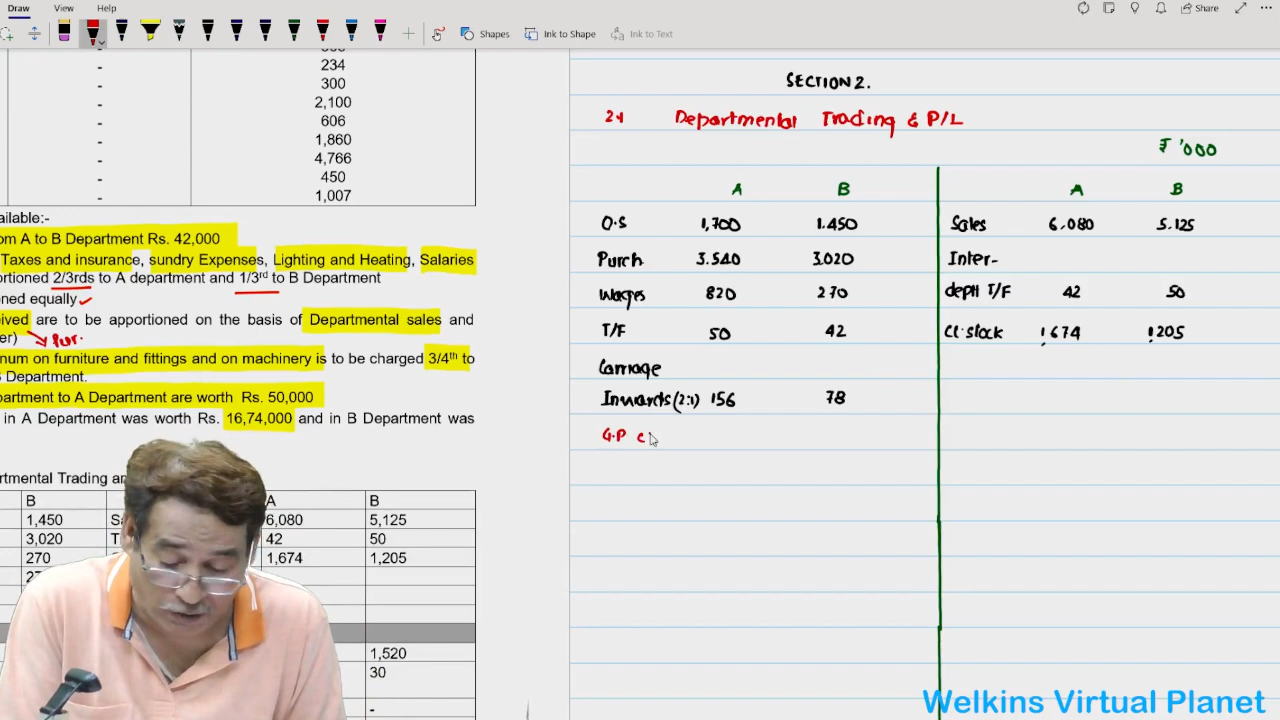 Draw View Help
Shapes Ink to Shape Ink to Text Share
- 234
- 300
- 2,100
- 606
- 1,860
- 4,766
- 450
- 1,007
ailable:-
om A to B Department Rs. 42,000
Taxes and insurance, sundry Expenses, Lighting and Heating, Salaries
ortioned 2/3rds to A department and 1/3rd to B Department
oned equally
eived are to be apportioned on the basis of Departmental sales and
er) Pur.
num on furniture and fittings and on machinery is to be charged 3/4th to
B Department.
partment to A Department are worth Rs. 50,000
in A Department was worth Rs. 16,74,000 and in B Department was
rtmental Trading an
B A B
1,450 Sa 6,080 5,125
3,020 T 42 50
270 1,674 1,205
27
1,520
30
-
SECTION 2.
2.1 Departmental Trading & P/L
₹ '000
A B A B
O.S 1,700 1.450 Sales 6.080 5.125
Purch 3.540 3.020 Inter-
Wages 820 270 deptl T/F 42 50
T/F 50 42 Cl. stock 1,674 1,205
Carriage
Inwards (2:1) 156 78
G.P c
Welkins Virtual Planet